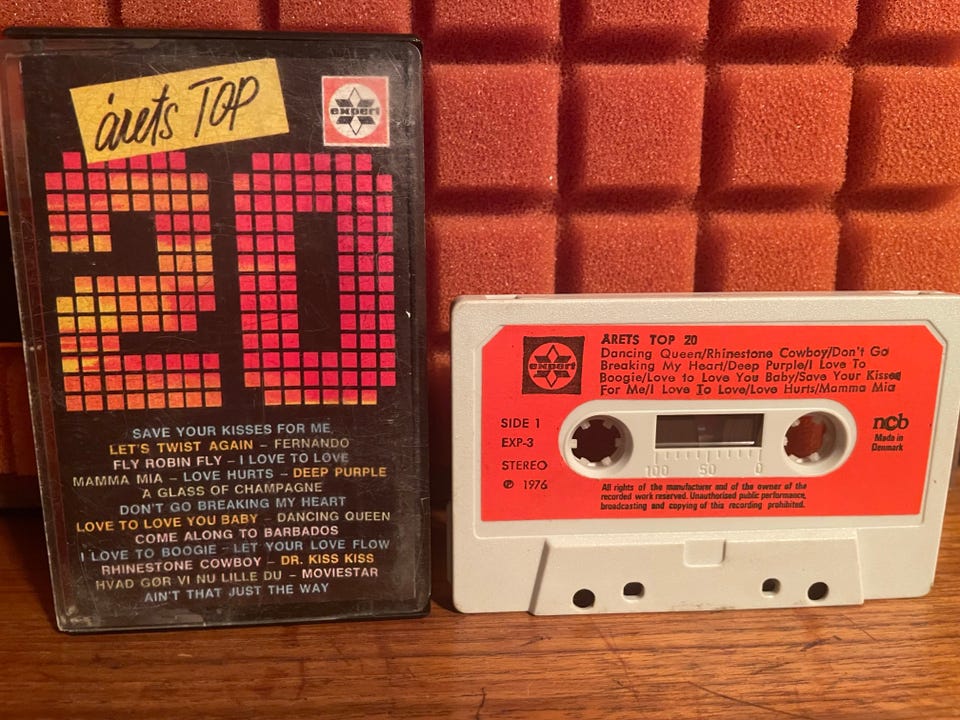 årets TOP
expert
20
SAVE YOUR KISSES FOR ME,
LET'S TWIST AGAIN – FERNANDO
FLY ROBIN FLY – I LOVE TO LOVE
MAMMA MIA – LOVE HURTS – DEEP PURPLE
A GLASS OF CHAMPAGNE
DON'T GO BREAKING MY HEART
LOVE TO LOVE YOU BABY – DANCING QUEEN
COME ALONG TO BARBADOS
I LOVE TO BOOGIE – LET YOUR LOVE FLOW
RHINESTONE COWBOY – DR. KISS KISS
HVAD GØR VI NU LILLE DU – MOVIESTAR
AIN'T THAT JUST THE WAY
expert
ÅRETS TOP 20
Dancing Queen/Rhinestone Cowboy/Don't Go
Breaking My Heart/Deep Purple/I Love To
Boogie/Love to Love You Baby/Save Your Kisses
For Me/I Love To Love/Love Hurts/Mamma Mia
SIDE 1
EXP-3
STEREO
℗ 1976
100 50 0
ncb
Made in
Denmark
All rights of the manufacturer and of the owner of the
recorded work reserved. Unauthorised public performance,
broadcasting and copying of this recording prohibited.